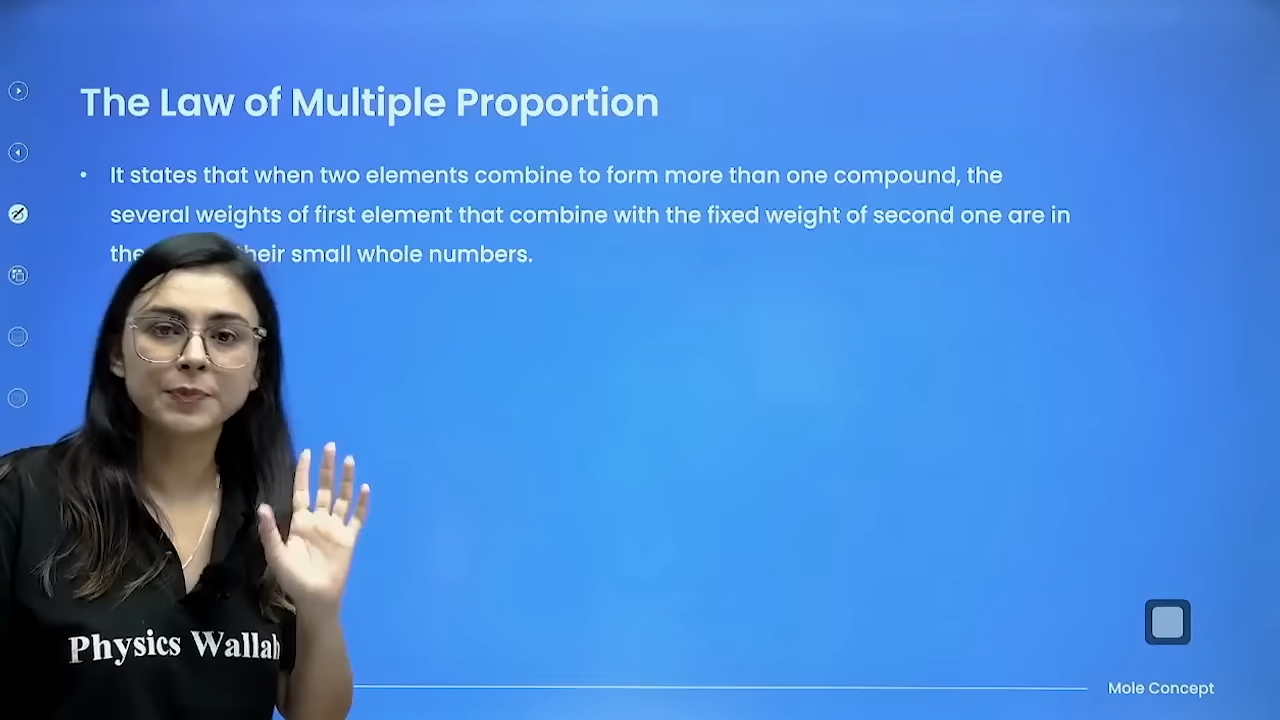 The Law of Multiple Proportion
• It states that when two elements combine to form more than one compound, the
several weights of first element that combine with the fixed weight of second one are in
the their small whole numbers.
Physics Wallah
Mole Concept